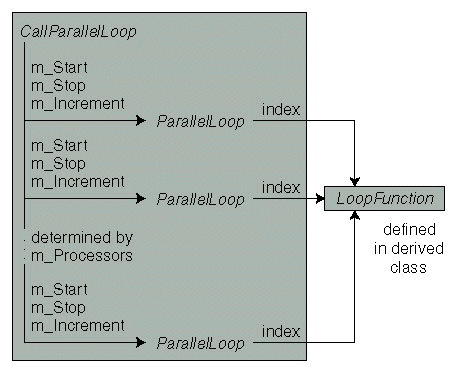 CallParallelLoop
m_Start
m_Stop
m_Increment
ParallelLoop
index
m_Start
m_Stop
m_Increment
ParallelLoop
index
LoopFunction
defined
in derived
class
determined by
m_Processors
m_Start
m_Stop
m_Increment
ParallelLoop
index